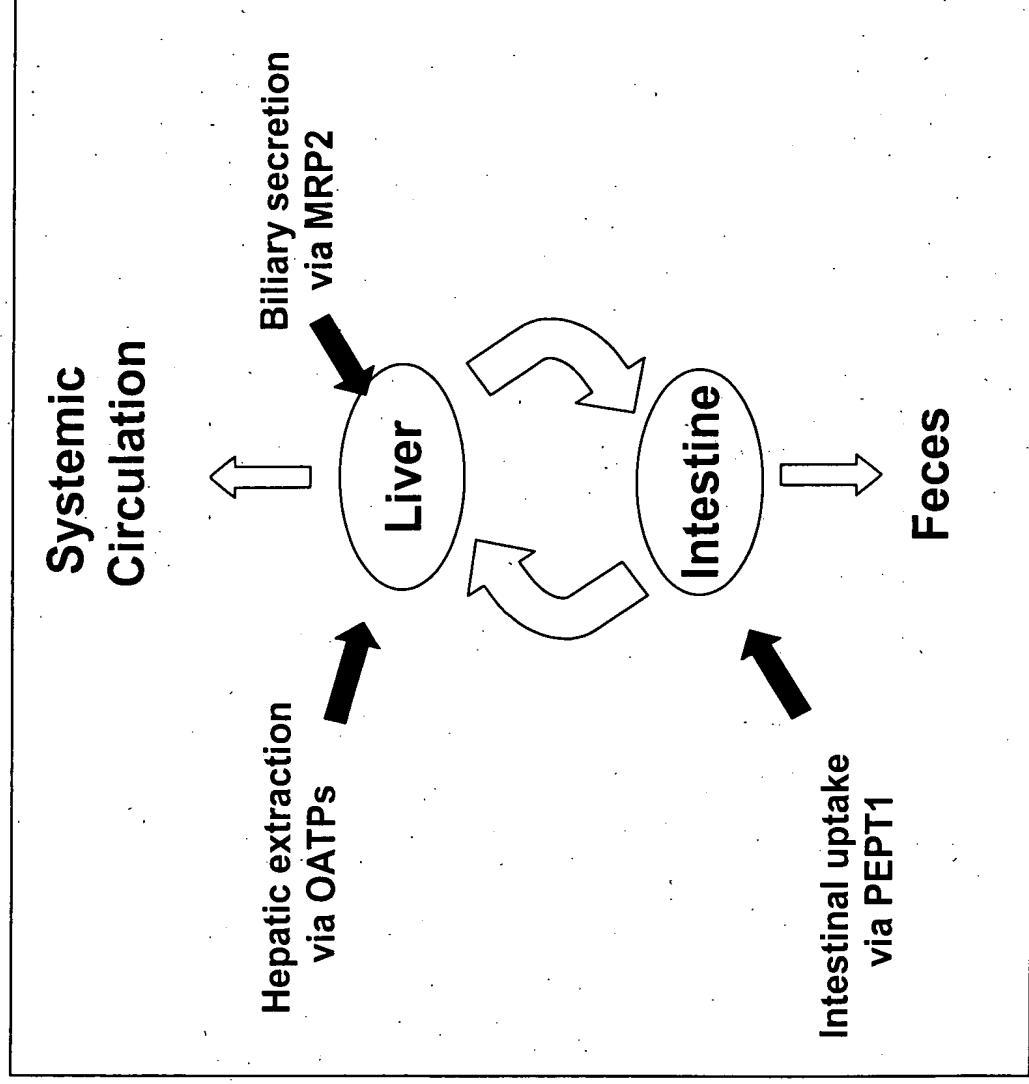 Systemic
Circulation
Hepatic extraction
via OATPs
Biliary secretion
via MRP2
Liver
Intestine
Intestinal uptake
via PEPT1
Feces